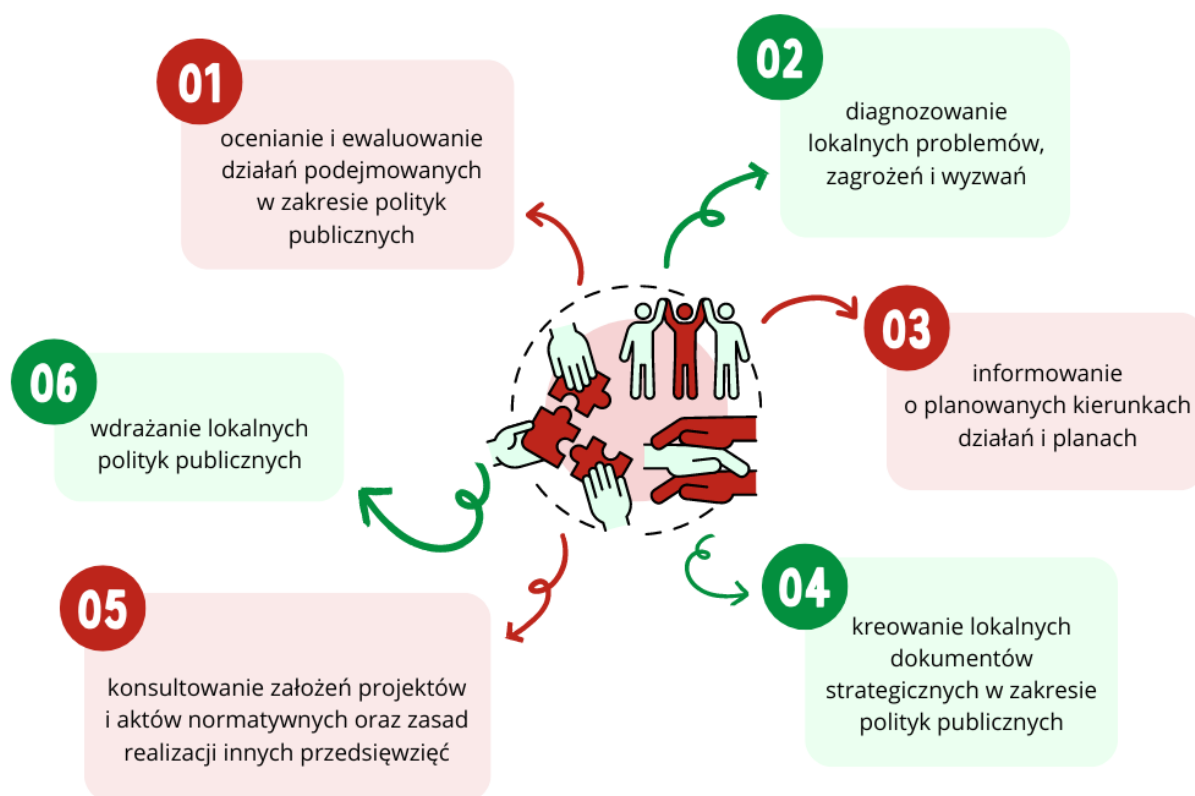 01
ocenianie i ewaluowanie
działań podejmowanych
w zakresie polityk
publicznych
02
diagnozowanie
lokalnych problemów,
zagrożeń i wyzwań
03
informowanie
o planowanych kierunkach
działań i planach
04
kreowanie lokalnych
dokumentów
strategicznych w zakresie
polityk publicznych
05
konsultowanie założeń projektów
i aktów normatywnych oraz zasad
realizacji innych przedsięwzięć
06
wdrażanie lokalnych
polityk publicznych